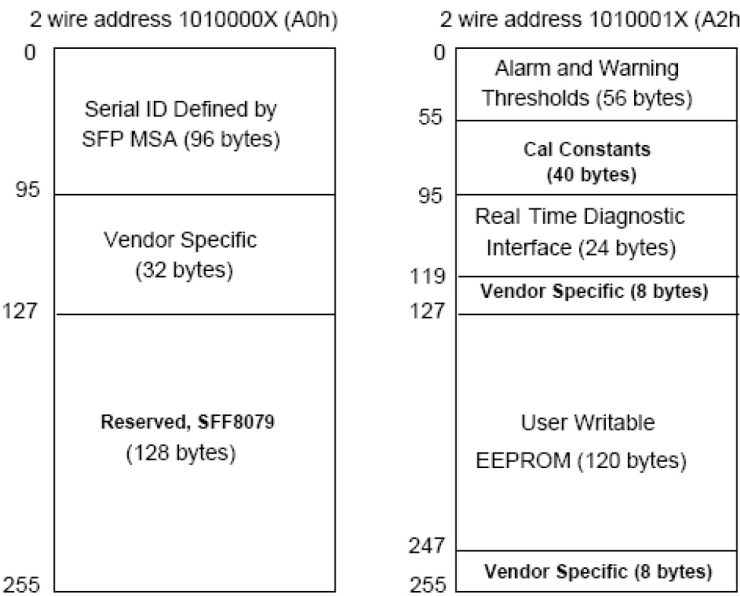 2 wire address 1010000X (A0h)
0
Serial ID Defined by
SFP MSA (96 bytes)
95
Vendor Specific
(32 bytes)
127
Reserved, SFF8079
(128 bytes)
255
2 wire address 1010001X (A2h
0
Alarm and Warning
Thresholds (56 bytes)
55
Cal Constants
(40 bytes)
95
Real Time Diagnostic
Interface (24 bytes)
119
Vendor Specific (8 bytes)
127
User Writable
EEPROM (120 bytes)
247
Vendor Specific (8 bytes)
255